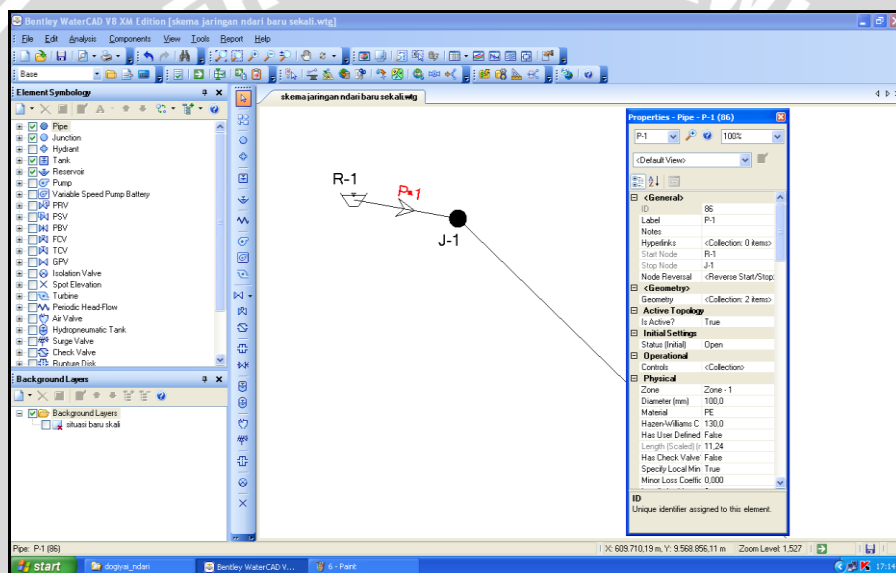 Bentley WaterCAD V8 XM Edition [skema jaringan ndari baru sekali.wtg]
File Edit Analysis Components View Tools Report Help
Base
Element Symbology
Pipe
Junction
Hydrant
Tank
Reservoir
Pump
Variable Speed Pump Battery
PRV
PSV
PBV
FCV
TCV
GPV
Isolation Valve
Spot Elevation
Turbine
Periodic Head-Flow
Air Valve
Hydropneumatic Tank
Surge Valve
Check Valve
Rupture Disk
Background Layers
Background Layers
situasi baru skali
skema jaringan ndari baru sekali.wtg
R-1
P-1
J-1
Properties - Pipe - P-1 (86)
P-1 100%
<Default View>
<General>
ID 86
Label P-1
Notes
Hyperlinks <Collection: 0 items>
Start Node R-1
Stop Node J-1
Node Reversal <Reverse Start/Stop
<Geometry>
Geometry <Collection: 2 items>
Active Topology
Is Active? True
Initial Settings
Status (Initial) Open
Operational
Controls <Collection>
Physical
Zone Zone - 1
Diameter (mm) 100,0
Material PE
Hazen-Williams C 130,0
Has User Defined False
Length (Scaled) (r 11,24
Has Check Valve False
Specify Local Min True
Minor Loss Coeffic 0,000
ID
Unique identifier assigned to this element.
Pipe: P-1 (86)
X: 609.710,19 m, Y: 9.568.856,11 m Zoom Level: 1,527
start dogiyai_ndari Bentley WaterCAD V... 6 - Paint 17:14